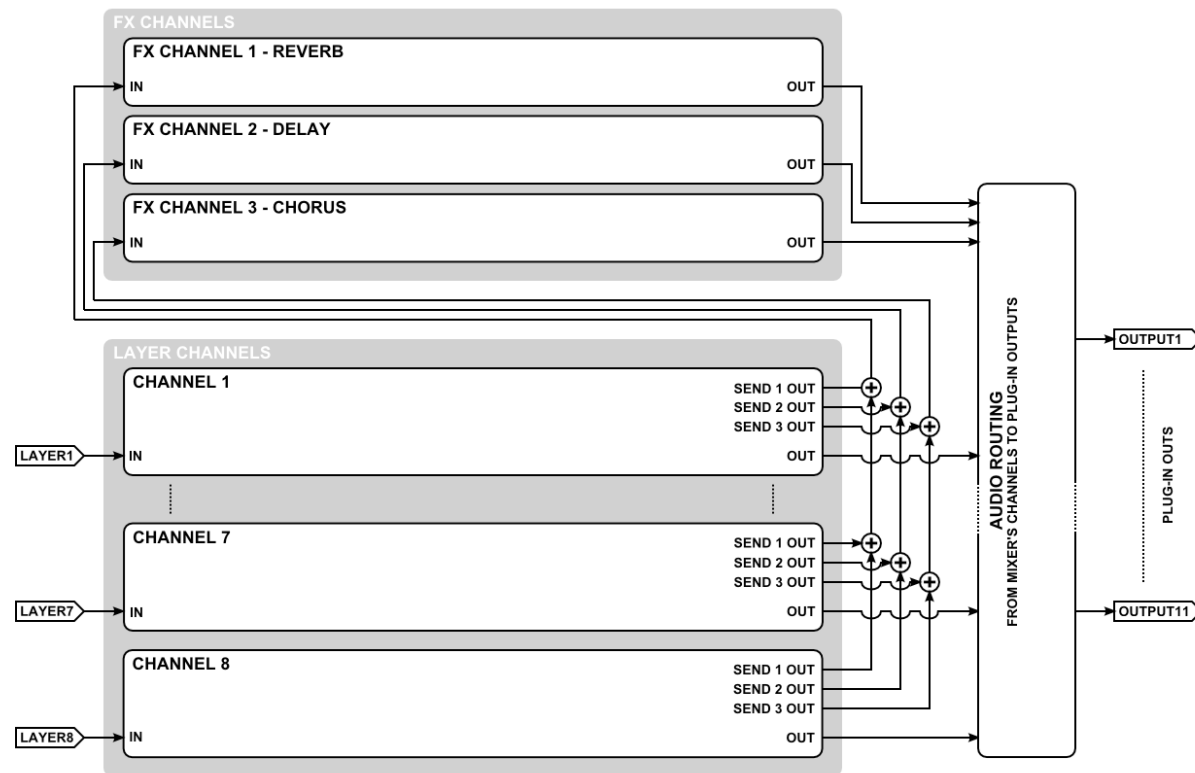 FX CHANNELS
FX CHANNEL 1 - REVERB
IN
OUT
FX CHANNEL 2 - DELAY
IN
OUT
FX CHANNEL 3 - CHORUS
IN
OUT
LAYER CHANNELS
CHANNEL 1
SEND 1 OUT
SEND 2 OUT
SEND 3 OUT
LAYER1
IN
OUT
CHANNEL 7
SEND 1 OUT
SEND 2 OUT
SEND 3 OUT
LAYER7
IN
OUT
CHANNEL 8
SEND 1 OUT
SEND 2 OUT
SEND 3 OUT
LAYER8
IN
OUT
AUDIO ROUTING
FROM MIXER'S CHANNELS TO PLUG-IN OUTPUTS
OUTPUT1
PLUG-IN OUTS
OUTPUT11